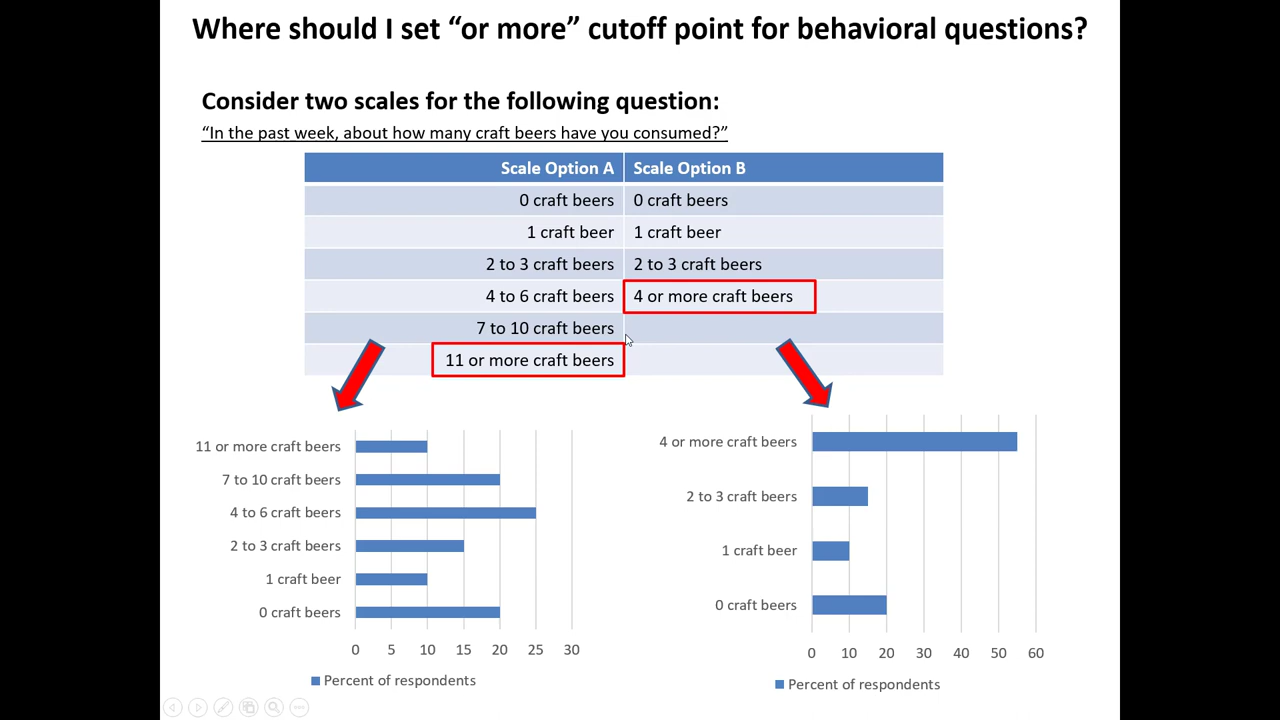 Where should I set “or more” cutoff point for behavioral questions?
Consider two scales for the following question:
“In the past week, about how many craft beers have you consumed?”
Scale Option A Scale Option B
0 craft beers 0 craft beers
1 craft beer 1 craft beer
2 to 3 craft beers 2 to 3 craft beers
4 to 6 craft beers 4 or more craft beers
7 to 10 craft beers
11 or more craft beers
11 or more craft beers
7 to 10 craft beers
4 to 6 craft beers
2 to 3 craft beers
1 craft beer
0 craft beers
0 5 10 15 20 25 30
Percent of respondents
4 or more craft beers
2 to 3 craft beers
1 craft beer
0 craft beers
0 10 20 30 40 50 60
Percent of respondents